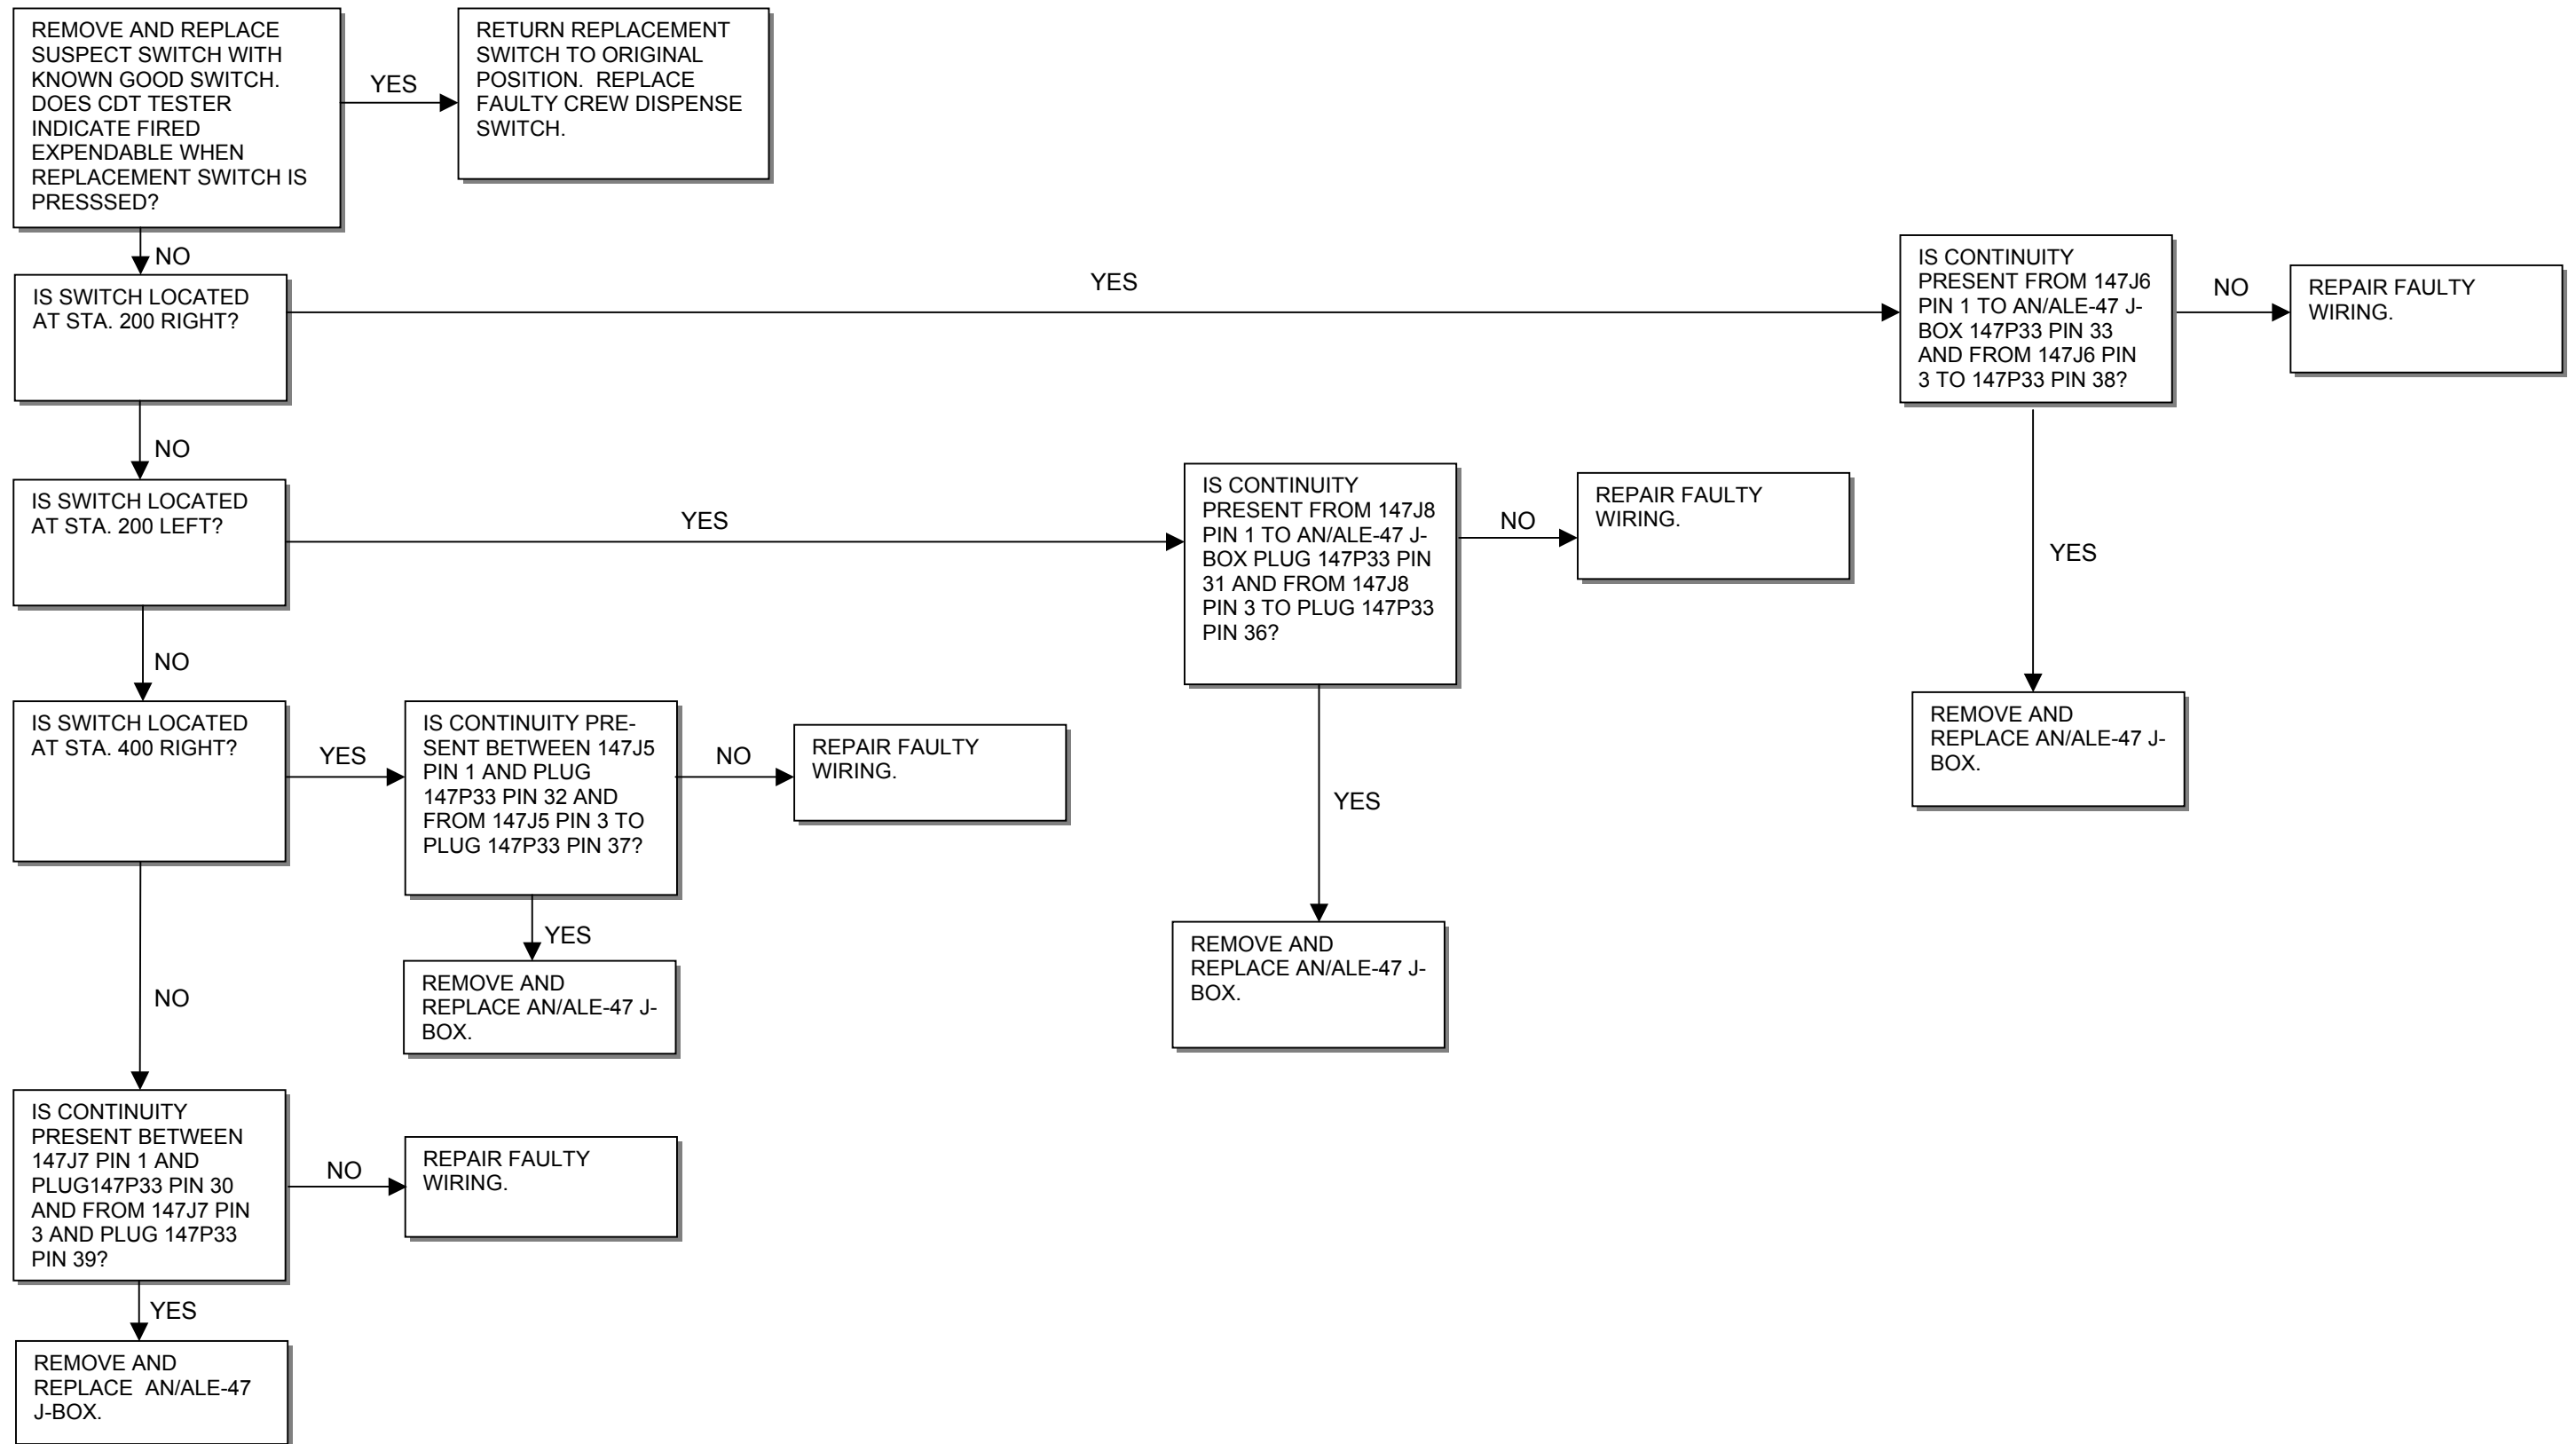 REMOVE AND REPLACE
SUSPECT SWITCH WITH
KNOWN GOOD SWITCH.
DOES CDT TESTER
INDICATE FIRED
EXPENDABLE WHEN
REPLACEMENT SWITCH IS
PRESSSED?
YES
RETURN REPLACEMENT
SWITCH TO ORIGINAL
POSITION.  REPLACE
FAULTY CREW DISPENSE
SWITCH.
NO
IS SWITCH LOCATED
AT STA. 200 RIGHT?
YES
IS CONTINUITY
PRESENT FROM 147J6
PIN 1 TO AN/ALE-47 J-
BOX 147P33 PIN 33
AND FROM 147J6 PIN
3 TO 147P33 PIN 38?
NO
REPAIR FAULTY
WIRING.
YES
REMOVE AND
REPLACE AN/ALE-47 J-
BOX.
NO
IS SWITCH LOCATED
AT STA. 200 LEFT?
YES
IS CONTINUITY
PRESENT FROM 147J8
PIN 1 TO AN/ALE-47 J-
BOX PLUG 147P33 PIN
31 AND FROM 147J8
PIN 3 TO PLUG 147P33
PIN 36?
NO
REPAIR FAULTY
WIRING.
YES
REMOVE AND
REPLACE AN/ALE-47 J-
BOX.
NO
IS SWITCH LOCATED
AT STA. 400 RIGHT?
YES
IS CONTINUITY PRE-
SENT BETWEEN 147J5
PIN 1 AND PLUG
147P33 PIN 32 AND
FROM 147J5 PIN 3 TO
PLUG 147P33 PIN 37?
NO
REPAIR FAULTY
WIRING.
YES
REMOVE AND
REPLACE AN/ALE-47 J-
BOX.
NO
IS CONTINUITY
PRESENT BETWEEN
147J7 PIN 1 AND
PLUG147P33 PIN 30
AND FROM 147J7 PIN
3 AND PLUG 147P33
PIN 39?
NO
REPAIR FAULTY
WIRING.
YES
REMOVE AND
REPLACE  AN/ALE-47
J-BOX.